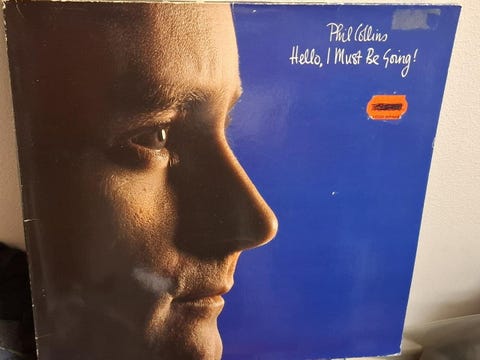 Phil Collins
Hello, I Must Be Going!